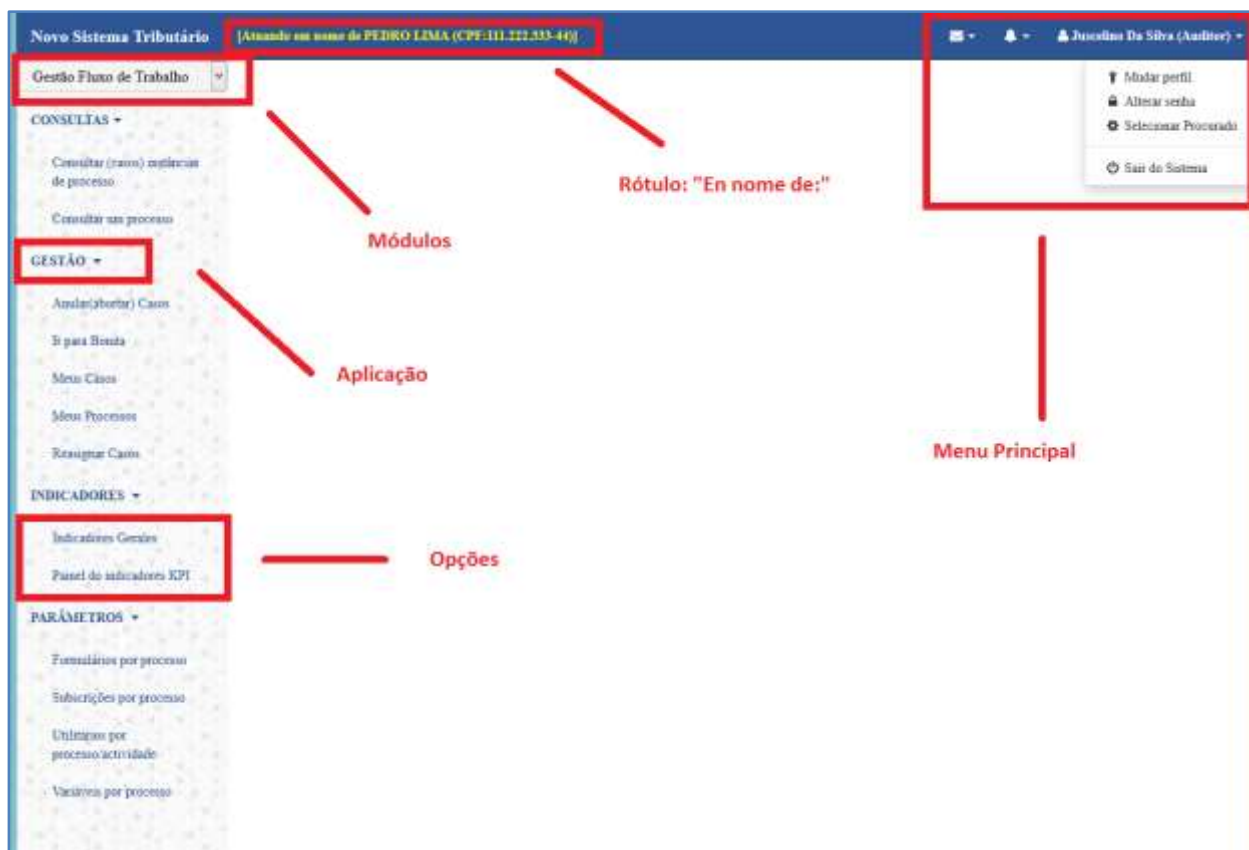 Novo Sistema Tributário
[Atuando em nome de PEDRO LIMA (CPF:111.222.333-44)]
Juscelino Da Silva (Auditor)
Gestão Fluxo de Trabalho
Mudar perfil
Alterar senha
Selecionar Procurado
Sair do Sistema
CONSULTAS
Consultar (casos) instâncias
de processo
Consultar um processo
Rótulo: "En nome de:"
Módulos
GESTÃO
Anular(abortar) Casos
Ir para Bonita
Meus Casos
Meus Processos
Reasignar Casos
Aplicação
Menu Principal
INDICADORES
Indicadores Gerales
Painel do indicadores KPI
Opções
PARÂMETROS
Formulários por processo
Subscrições por processo
por
processo/actividade
Variáveis por processo